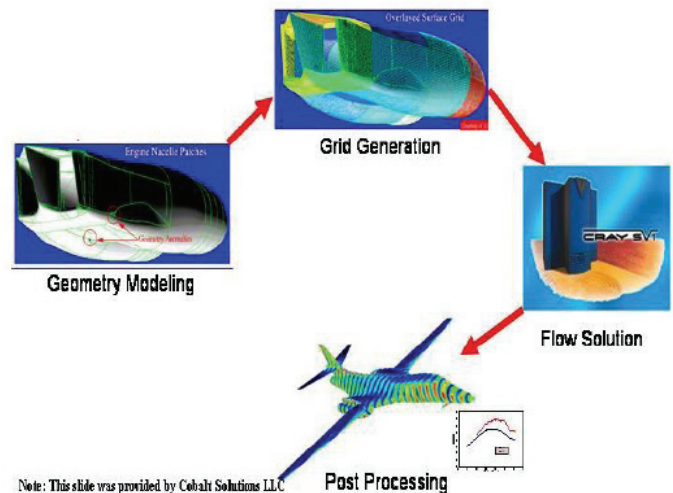 Overlayed Surface Grid
Grid Generation
Engine Nacelle Patches
Geometry Anomalies
Geometry Modeling
CRAY SV1
Flow Solution
Post Processing
Note: This slide was provided by Cobalt Solutions LLC